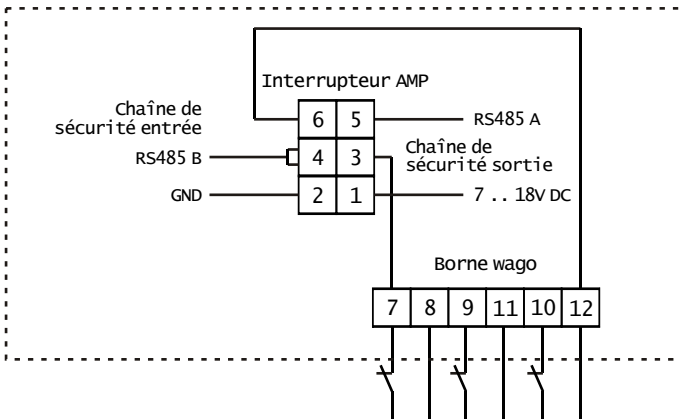 Interrupteur AMP
Chaîne de
sécurité entrée
6 5
RS485 A
RS485 B
4 3
Chaîne de
sécurité sortie
GND
2 1
7 .. 18V DC
Borne wago
7 8 9 11 10 12